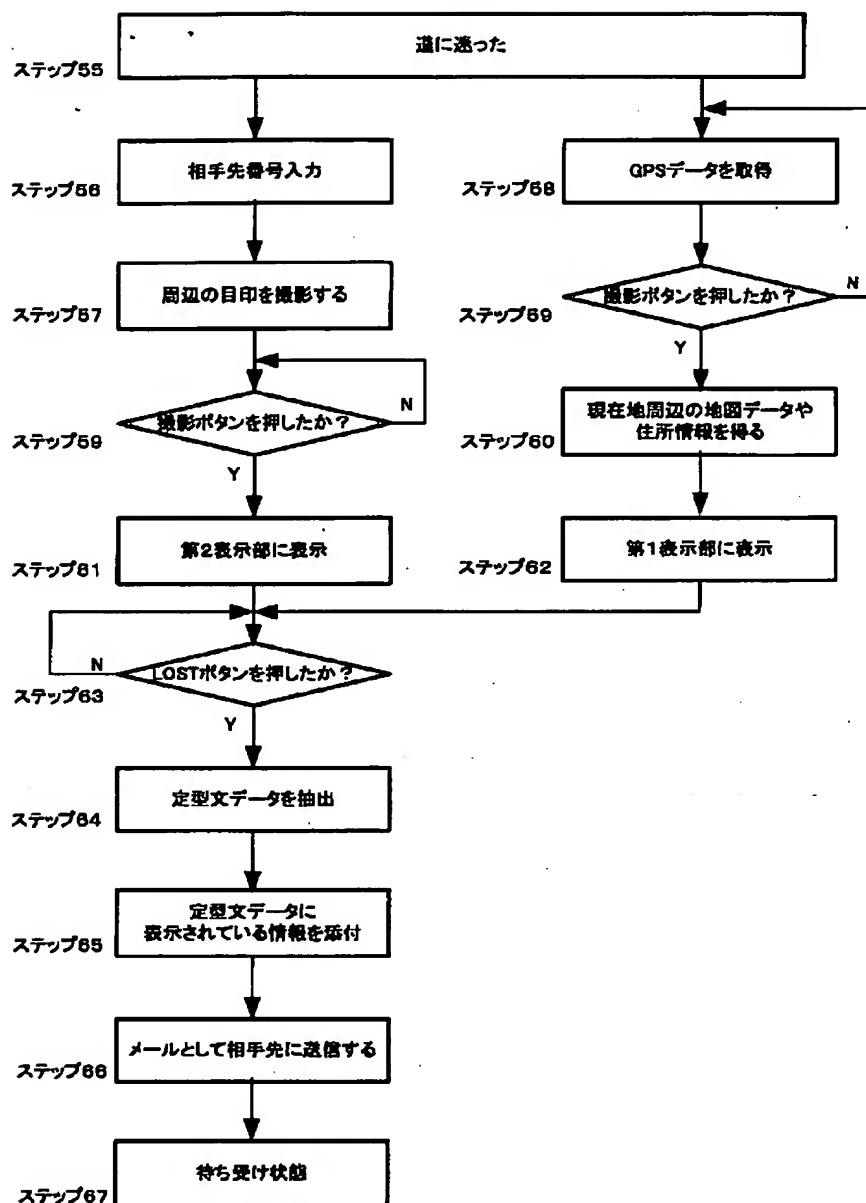 道に迷った
ステップ55
相手先番号入力
ステップ56
GPSデータを取得
ステップ58
周辺の目印を撮影する
ステップ57
撮影ボタンを押したか?
N
ステップ59
Y
撮影ボタンを押したか?
N
ステップ59
Y
現在地周辺の地図データや
住所情報を得る
ステップ60
第2表示部に表示
ステップ61
第1表示部に表示
ステップ62
LOSTボタンを押したか?
N
ステップ63
Y
定型文データを抽出
ステップ64
定型文データに
表示されている情報を添付
ステップ65
メールとして相手先に送信する
ステップ66
待ち受け状態
ステップ67